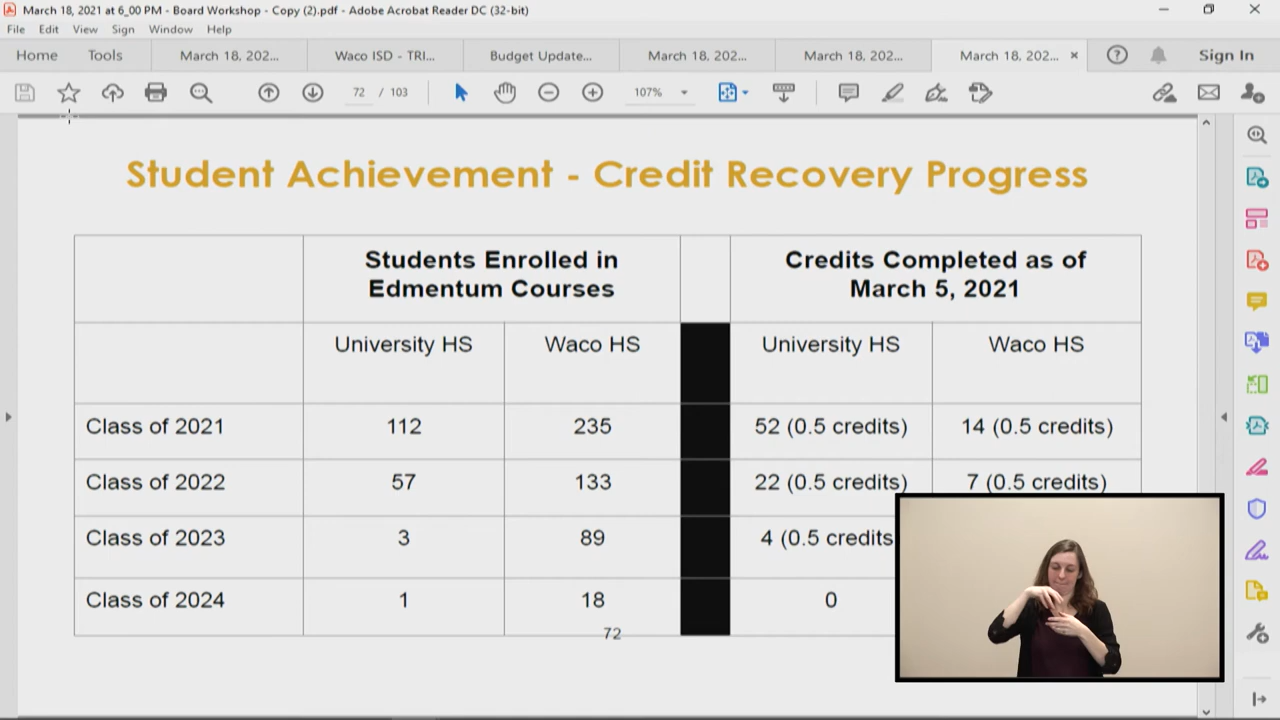 March 18, 2021 at 6_00 PM - Board Workshop - Copy (2).pdf - Adobe Acrobat Reader DC (32-bit)
File Edit View Sign Window Help
Home Tools March 18, 202... Waco ISD - TRI... Budget Update... March 18, 202... March 18, 202... March 18, 202... Sign In
72 / 103 107%
Student Achievement - Credit Recovery Progress
Students Enrolled in Edmentum Courses
Credits Completed as of March 5, 2021
University HS Waco HS University HS Waco HS
Class of 2021 112 235 52 (0.5 credits) 14 (0.5 credits)
Class of 2022 57 133 22 (0.5 credits) 7 (0.5 credits)
Class of 2023 3 89 4 (0.5 credits
Class of 2024 1 18 0
72